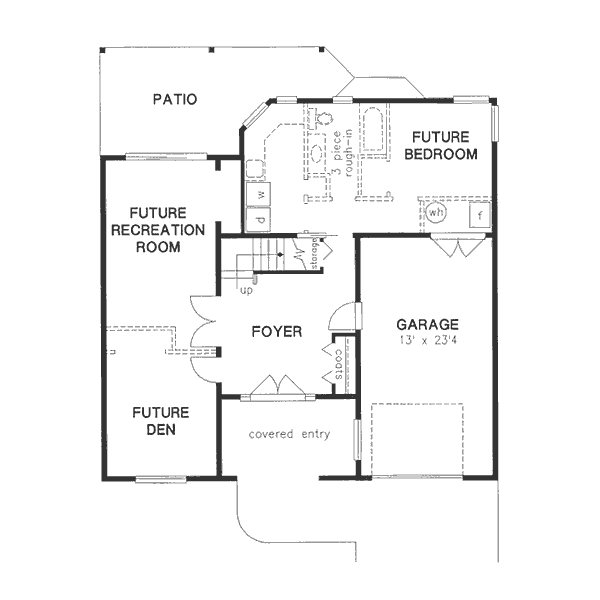 PATIO
FUTURE
BEDROOM
3 piece
rough-in
w
d
wh
f
FUTURE
RECREATION
ROOM
storage
up
FOYER
GARAGE
13' x 23'4
coats
FUTURE
DEN
covered entry